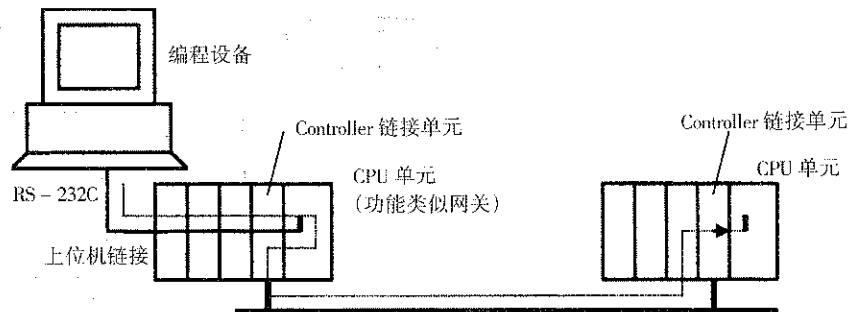 编程设备
Controller 链接单元
Controller 链接单元
CPU 单元
(功能类似网关)
CPU 单元
RS-232C
上位机链接